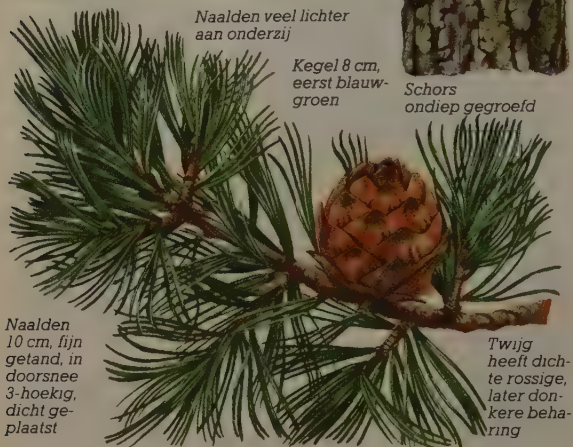 Naalden veel lichter
aan onderzij
Kegel 8 cm,
eerst blauw-
groen
Schors
ondiep gegroefd
Naalden
10 cm, fijn
getand, in
doorsnee
3-hoekig,
dicht ge-
plaatst
Twijg
heeft dich-
te rossige,
later don-
kere beha-
ring